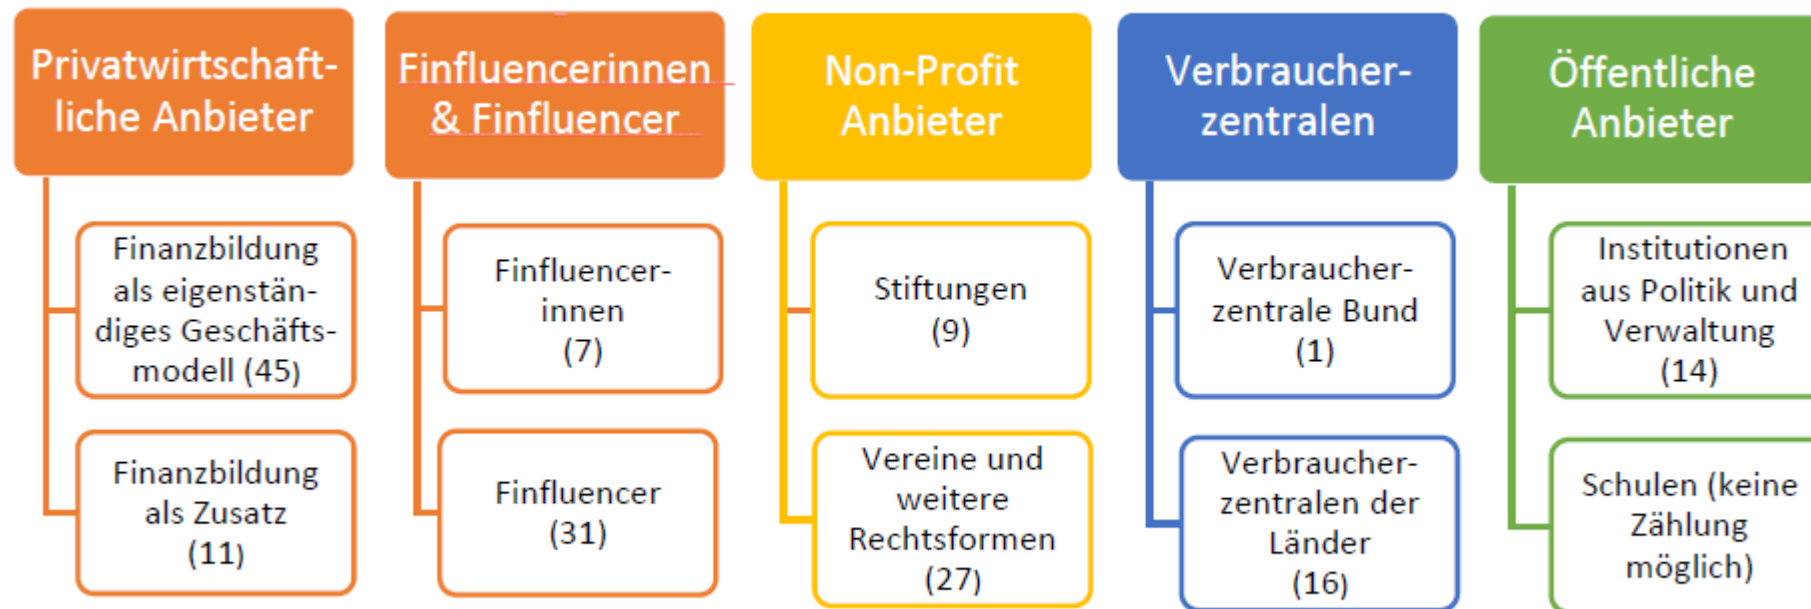 Privatwirtschaft-
liche Anbieter
Finanzbildung
als eigenstän-
diges Geschäfts-
modell (45)
Finanzbildung
als Zusatz
(11)
Finfluencerinnen
& Finfluencer
Finfluencer-
innen
(7)
Finfluencer
(31)
Non-Profit
Anbieter
Stiftungen
(9)
Vereine und
weitere
Rechtsformen
(27)
Verbraucher-
zentralen
Verbraucher-
zentrale Bund
(1)
Verbraucher-
zentralen der
Länder
(16)
Öffentliche
Anbieter
Institutionen
aus Politik und
Verwaltung
(14)
Schulen (keine
Zählung
möglich)